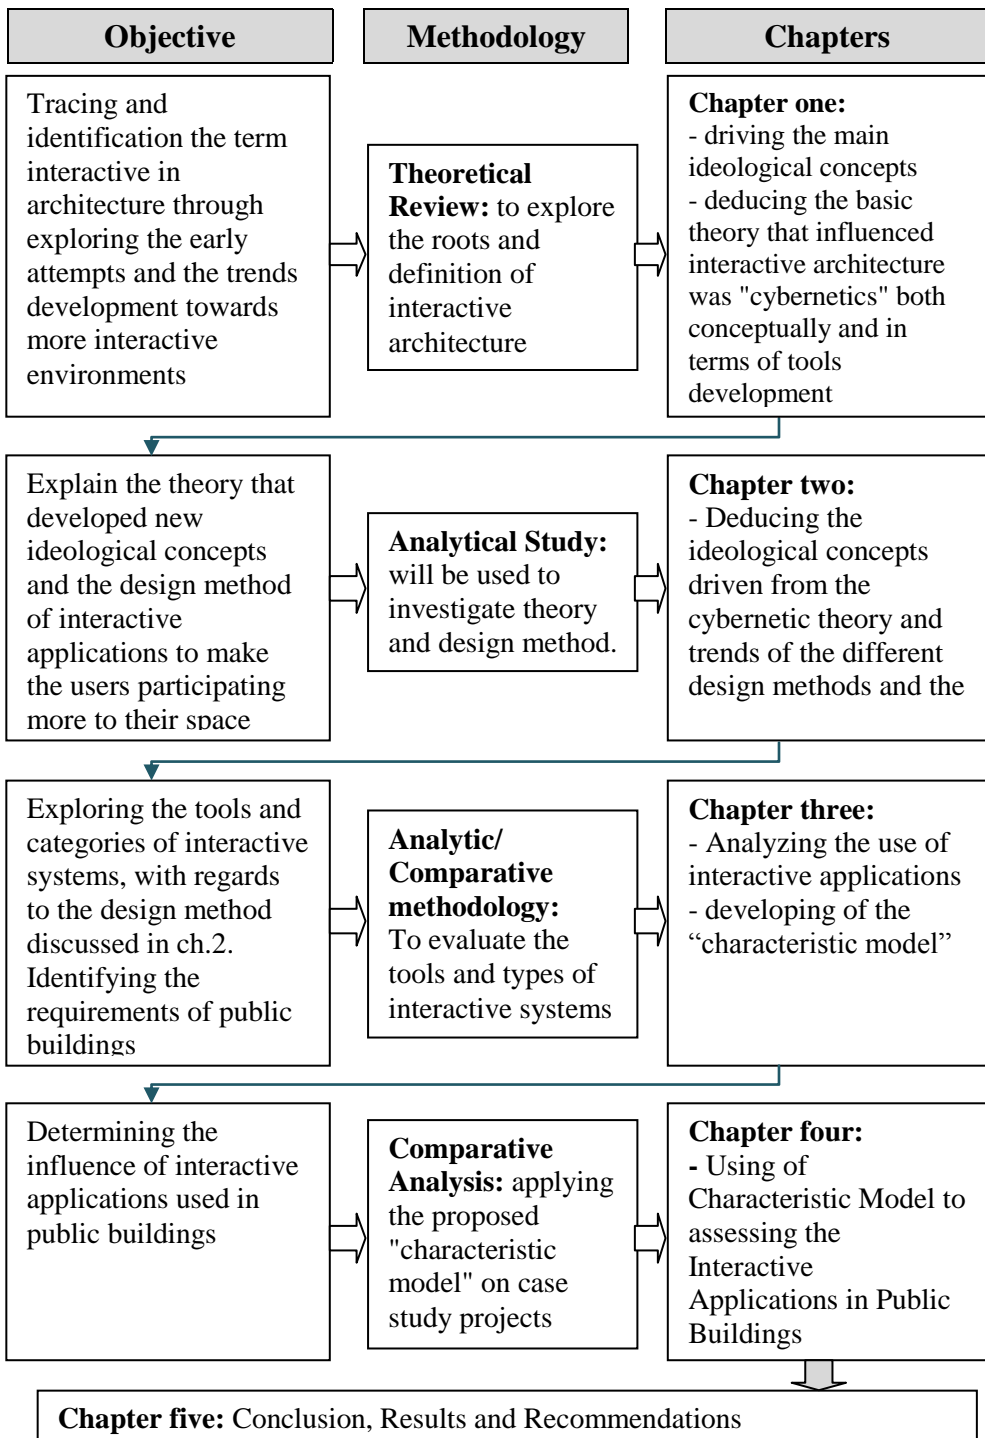 Objective
Methodology
Chapters
Tracing and
identification the term
interactive in
architecture through
exploring the early
attempts and the trends
development towards
more interactive
environments
Theoretical
Review: to explore
the roots and
definition of
interactive
architecture
Chapter one:
- driving the main
ideological concepts
- deducing the basic
theory that influenced
interactive architecture
was "cybernetics" both
conceptually and in
terms of tools
development
Explain the theory that
developed new
ideological concepts
and the design method
of interactive
applications to make
the users participating
more to their space
Analytical Study:
will be used to
investigate theory
and design method.
Chapter two:
- Deducing the
ideological concepts
driven from the
cybernetic theory and
trends of the different
design methods and the
Exploring the tools and
categories of interactive
systems, with regards
to the design method
discussed in ch.2.
Identifying the
requirements of public
buildings
Analytic/
Comparative
methodology:
To evaluate the
tools and types of
interactive systems
Chapter three:
- Analyzing the use of
interactive applications
- developing of the
“characteristic model”
Determining the
influence of interactive
applications used in
public buildings
Comparative
Analysis: applying
the proposed
"characteristic
model" on case
study projects
Chapter four:
- Using of
Characteristic Model to
assessing the
Interactive
Applications in Public
Buildings
Chapter five: Conclusion, Results and Recommendations